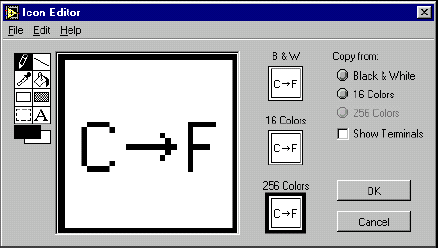 Icon Editor
File Edit Help
B & W
C→F
16 Colors
C→F
256 Colors
C→F
C→F
A
Copy from:
Black & White
16 Colors
256 Colors
Show Terminals
OK
Cancel